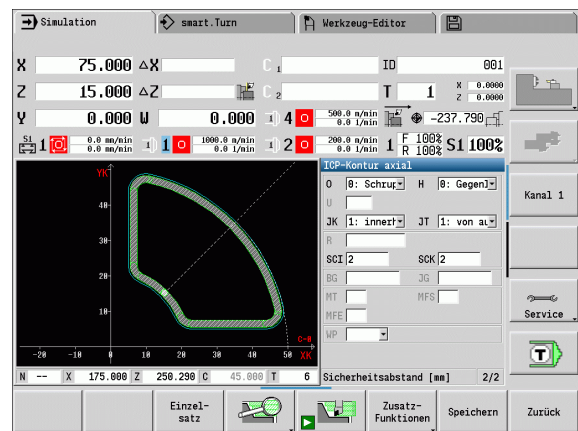 Simulation
smart.Turn
Werkzeug-Editor
X 75.000 △X C 1 ID 001
Z 15.000 △Z C 2 T 1 X 0.0000
Z 0.0000
Y 0.000 W 0.000 4 0 500.0 m/min
0.0 1/min -237.790
S1 1 0.0 mm/min
0.0 mm/min 1 0 1000.0 m/min
0.0 1/min 2 0 200.0 m/min
0.0 1/min 1 F 100%
R 100% S1 100%
ICP-Kontur axial
O 0: Schrup H 0: Gegenl
U
JK 1: innerh JT 1: von au
R
SCI 2 SCK 2
BG JG
MT MFS
MFE
WP
YK
40
30
20
10
-20 -10 0 10 20 30 40 50 XK
C-0
N -- X 175.000 Z 250.290 C 45.000 T 6
Sicherheitsabstand [mm] 2/2
Kanal 1
Service
T
Einzel-
satz
Zusatz-
Funktionen
Speichern
Zurück